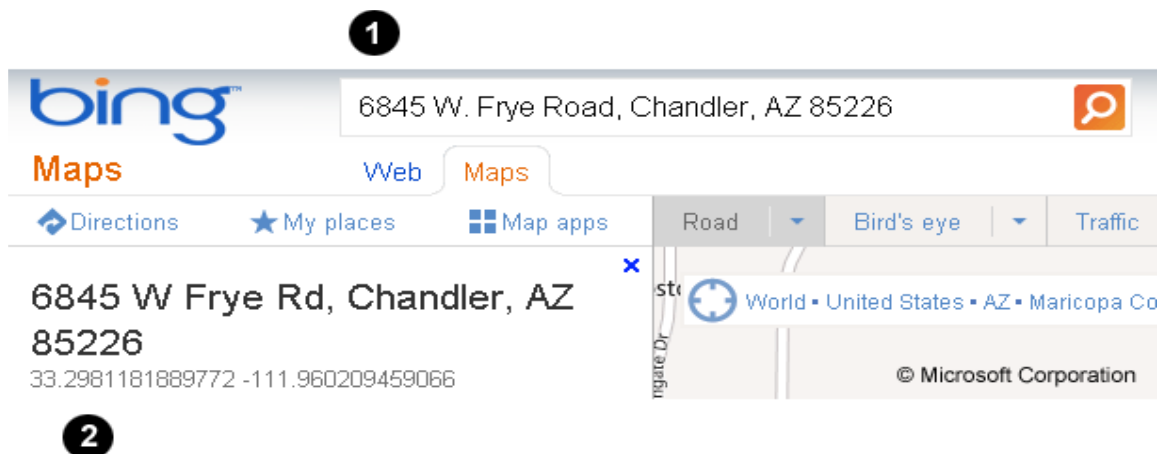 1
bing™
6845 W. Frye Road, Chandler, AZ 85226
Maps
Web Maps
Directions My places Map apps
Road Bird's eye Traffic
6845 W Frye Rd, Chandler, AZ
85226
33.2981181889772 -111.960209459066
World ▪ United States ▪ AZ ▪ Maricopa Co
© Microsoft Corporation
2